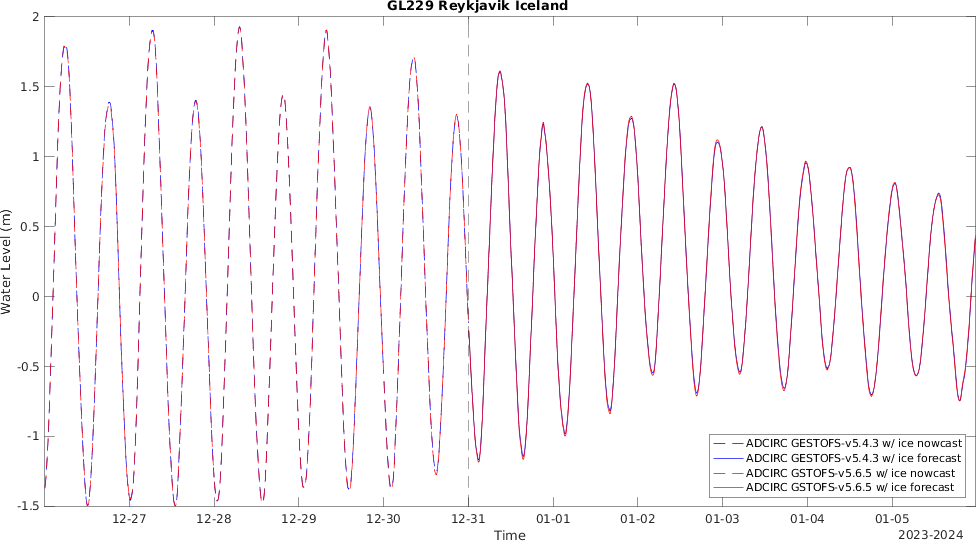 GL229 Reykjavik Iceland
2
1.5
1
0.5
0
-0.5
-1
-1.5
Water Level (m)
12-27 12-28 12-29 12-30 12-31 01-01 01-02 01-03 01-04 01-05
Time
2023-2024
ADCIRC GESTOFS-v5.4.3 w/ ice nowcast
ADCIRC GESTOFS-v5.4.3 w/ ice forecast
ADCIRC GSTOFS-v5.6.5 w/ ice nowcast
ADCIRC GSTOFS-v5.6.5 w/ ice forecast